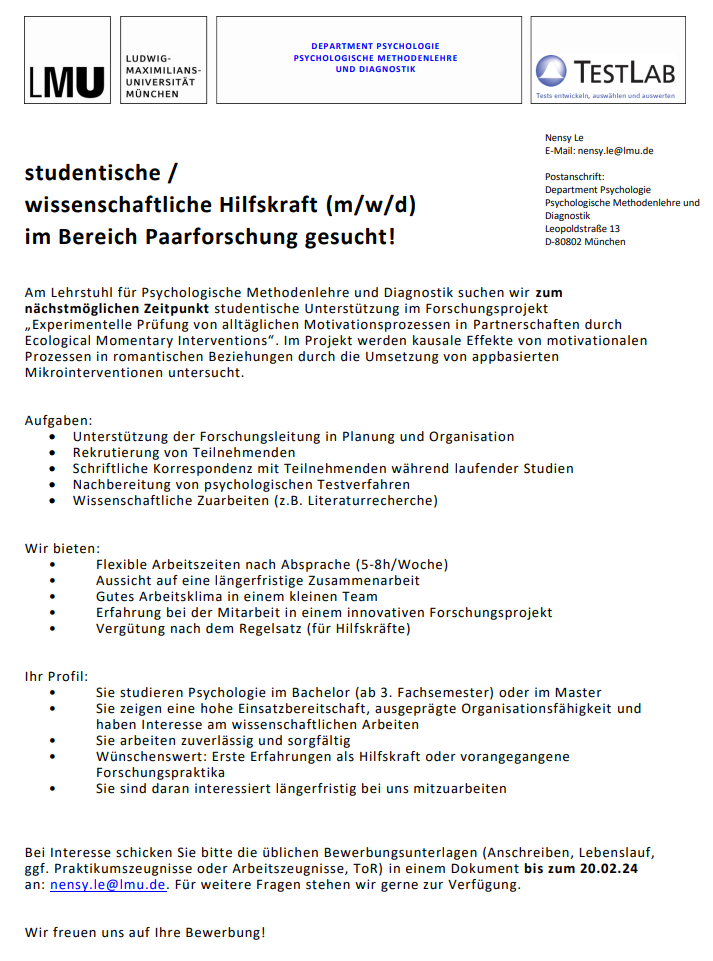 LMU
LUDWIG-
MAXIMILIANS-
UNIVERSITÄT
MÜNCHEN
DEPARTMENT PSYCHOLOGIE
PSYCHOLOGISCHE METHODENLEHRE
UND DIAGNOSTIK
TESTLAB
Tests entwickeln, auswählen und auswerten
Nensy Le
E-Mail: nensy.le@lmu.de
Postanschrift:
Department Psychologie
Psychologische Methodenlehre und
Diagnostik
Leopoldstraße 13
D-80802 München
studentische /
wissenschaftliche Hilfskraft (m/w/d)
im Bereich Paarforschung gesucht!
Am Lehrstuhl für Psychologische Methodenlehre und Diagnostik suchen wir zum
nächstmöglichen Zeitpunkt studentische Unterstützung im Forschungsprojekt
„Experimentelle Prüfung von alltäglichen Motivationsprozessen in Partnerschaften durch
Ecological Momentary Interventions“. Im Projekt werden kausale Effekte von motivationalen
Prozessen in romantischen Beziehungen durch die Umsetzung von appbasierten
Mikrointerventionen untersucht.
Aufgaben:
• Unterstützung der Forschungsleitung in Planung und Organisation
• Rekrutierung von Teilnehmenden
• Schriftliche Korrespondenz mit Teilnehmenden während laufender Studien
• Nachbereitung von psychologischen Testverfahren
• Wissenschaftliche Zuarbeiten (z.B. Literaturrecherche)
Wir bieten:
• Flexible Arbeitszeiten nach Absprache (5-8h/Woche)
• Aussicht auf eine längerfristige Zusammenarbeit
• Gutes Arbeitsklima in einem kleinen Team
• Erfahrung bei der Mitarbeit in einem innovativen Forschungsprojekt
• Vergütung nach dem Regelsatz (für Hilfskräfte)
Ihr Profil:
• Sie studieren Psychologie im Bachelor (ab 3. Fachsemester) oder im Master
• Sie zeigen eine hohe Einsatzbereitschaft, ausgeprägte Organisationsfähigkeit und
haben Interesse am wissenschaftlichen Arbeiten
• Sie arbeiten zuverlässig und sorgfältig
• Wünschenswert: Erste Erfahrungen als Hilfskraft oder vorangegangene
Forschungspraktika
• Sie sind daran interessiert längerfristig bei uns mitzuarbeiten
Bei Interesse schicken Sie bitte die üblichen Bewerbungsunterlagen (Anschreiben, Lebenslauf,
ggf. Praktikumszeugnisse oder Arbeitszeugnisse, ToR) in einem Dokument bis zum 20.02.24
an: nensy.le@lmu.de. Für weitere Fragen stehen wir gerne zur Verfügung.
Wir freuen uns auf Ihre Bewerbung!